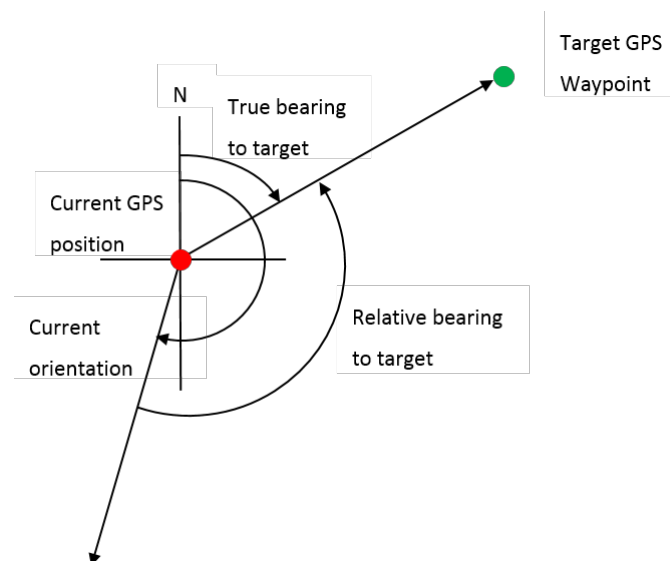 Target GPS
Waypoint
N
True bearing
to target
Current GPS
position
Current
orientation
Relative bearing
to target